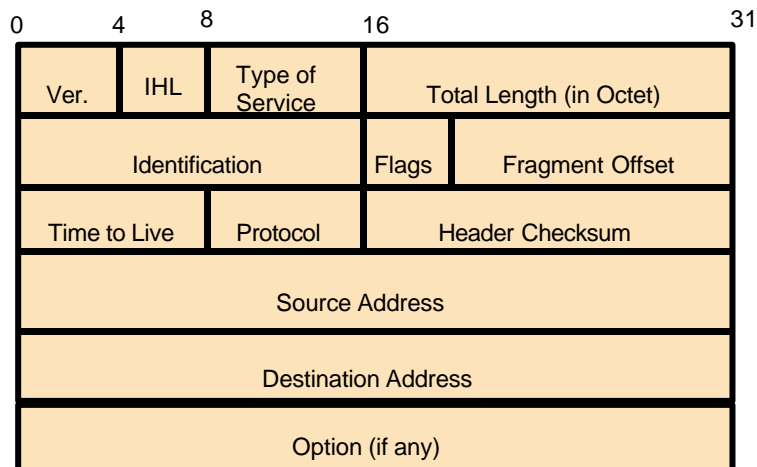 0 4 8 16 31
Ver. IHL Type of Service Total Length (in Octet)
Identification Flags Fragment Offset
Time to Live Protocol Header Checksum
Source Address
Destination Address
Option (if any)